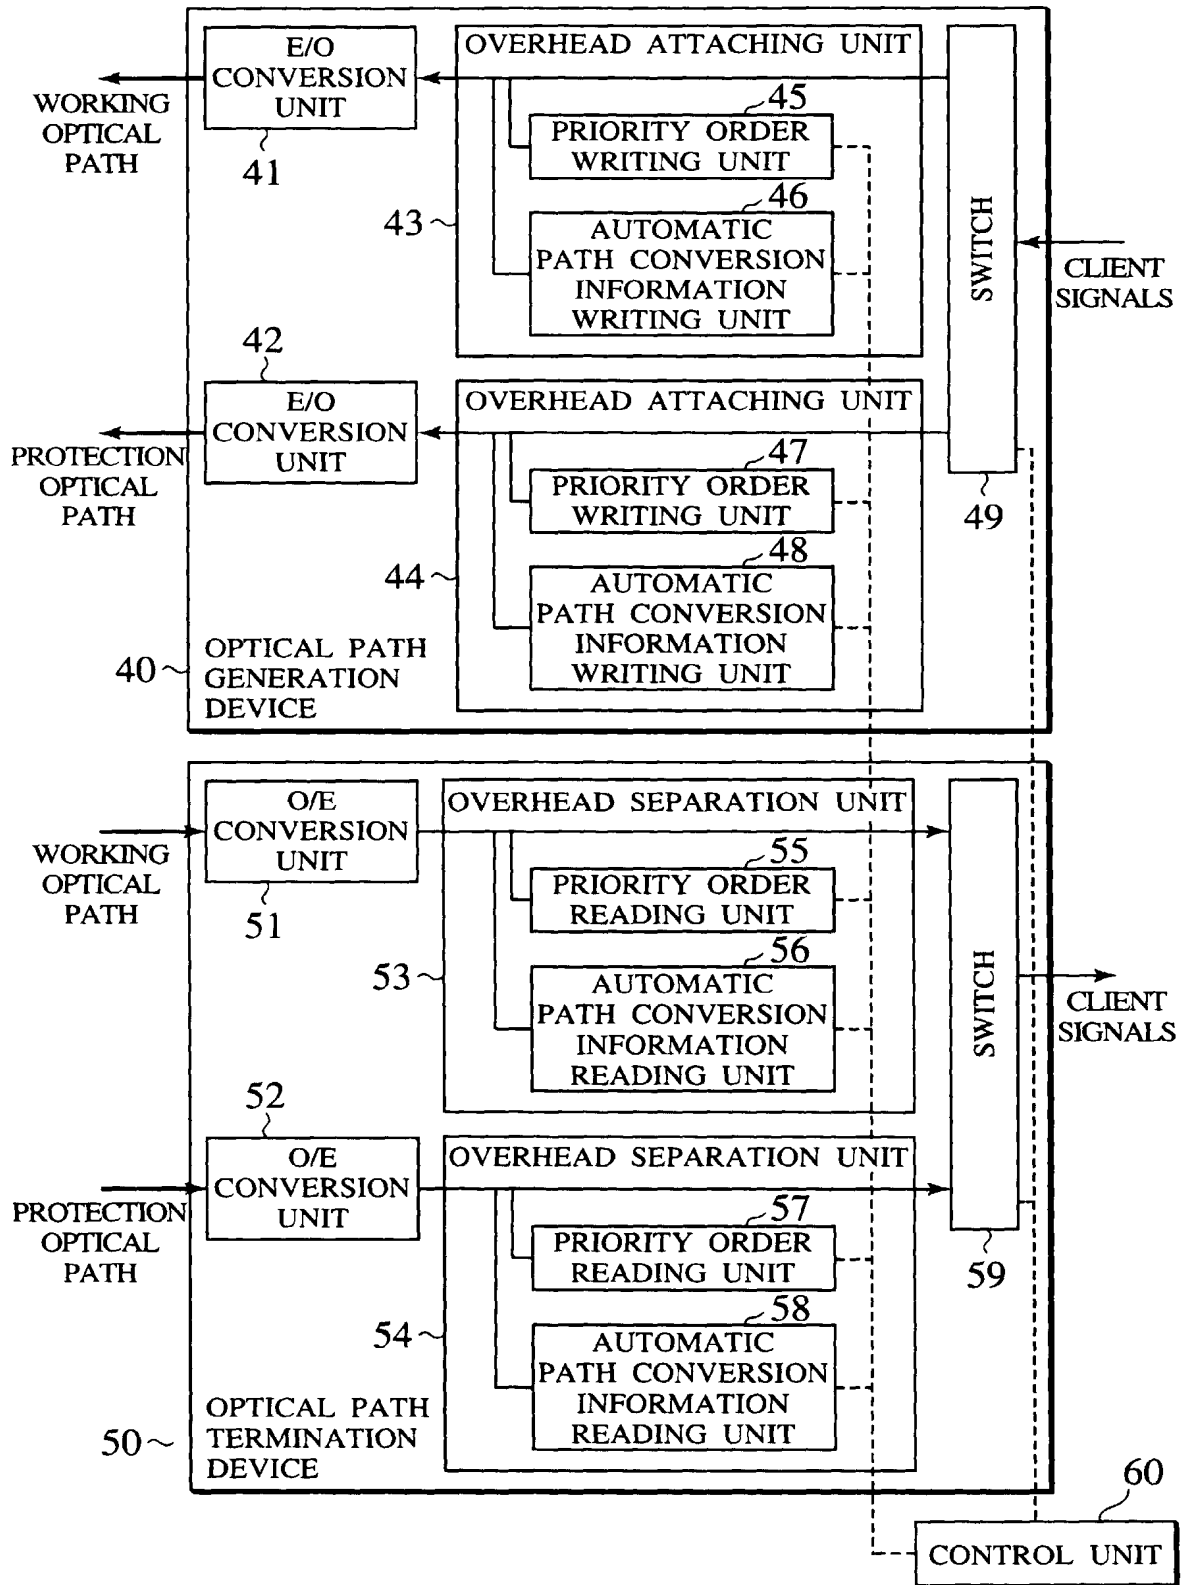 E/O
CONVERSION
UNIT
41
WORKING
OPTICAL
PATH
OVERHEAD ATTACHING UNIT
43
45
PRIORITY ORDER
WRITING UNIT
46
AUTOMATIC
PATH CONVERSION
INFORMATION
WRITING UNIT
SWITCH
49
CLIENT
SIGNALS
42
E/O
CONVERSION
UNIT
PROTECTION
OPTICAL
PATH
OVERHEAD ATTACHING UNIT
44
47
PRIORITY ORDER
WRITING UNIT
48
AUTOMATIC
PATH CONVERSION
INFORMATION
WRITING UNIT
40
OPTICAL PATH
GENERATION
DEVICE
O/E
CONVERSION
UNIT
51
WORKING
OPTICAL
PATH
OVERHEAD SEPARATION UNIT
53
55
PRIORITY ORDER
READING UNIT
56
AUTOMATIC
PATH CONVERSION
INFORMATION
READING UNIT
SWITCH
59
CLIENT
SIGNALS
52
O/E
CONVERSION
UNIT
PROTECTION
OPTICAL
PATH
OVERHEAD SEPARATION UNIT
54
57
PRIORITY ORDER
READING UNIT
58
AUTOMATIC
PATH CONVERSION
INFORMATION
READING UNIT
50
OPTICAL PATH
TERMINATION
DEVICE
60
CONTROL UNIT